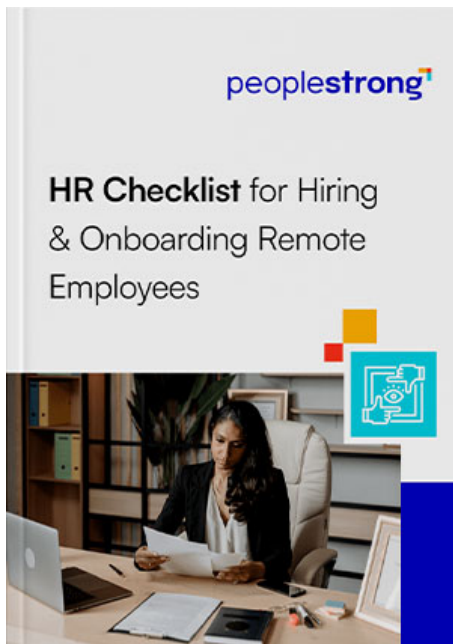 peoplestrong
HR Checklist for Hiring
& Onboarding Remote
Employees